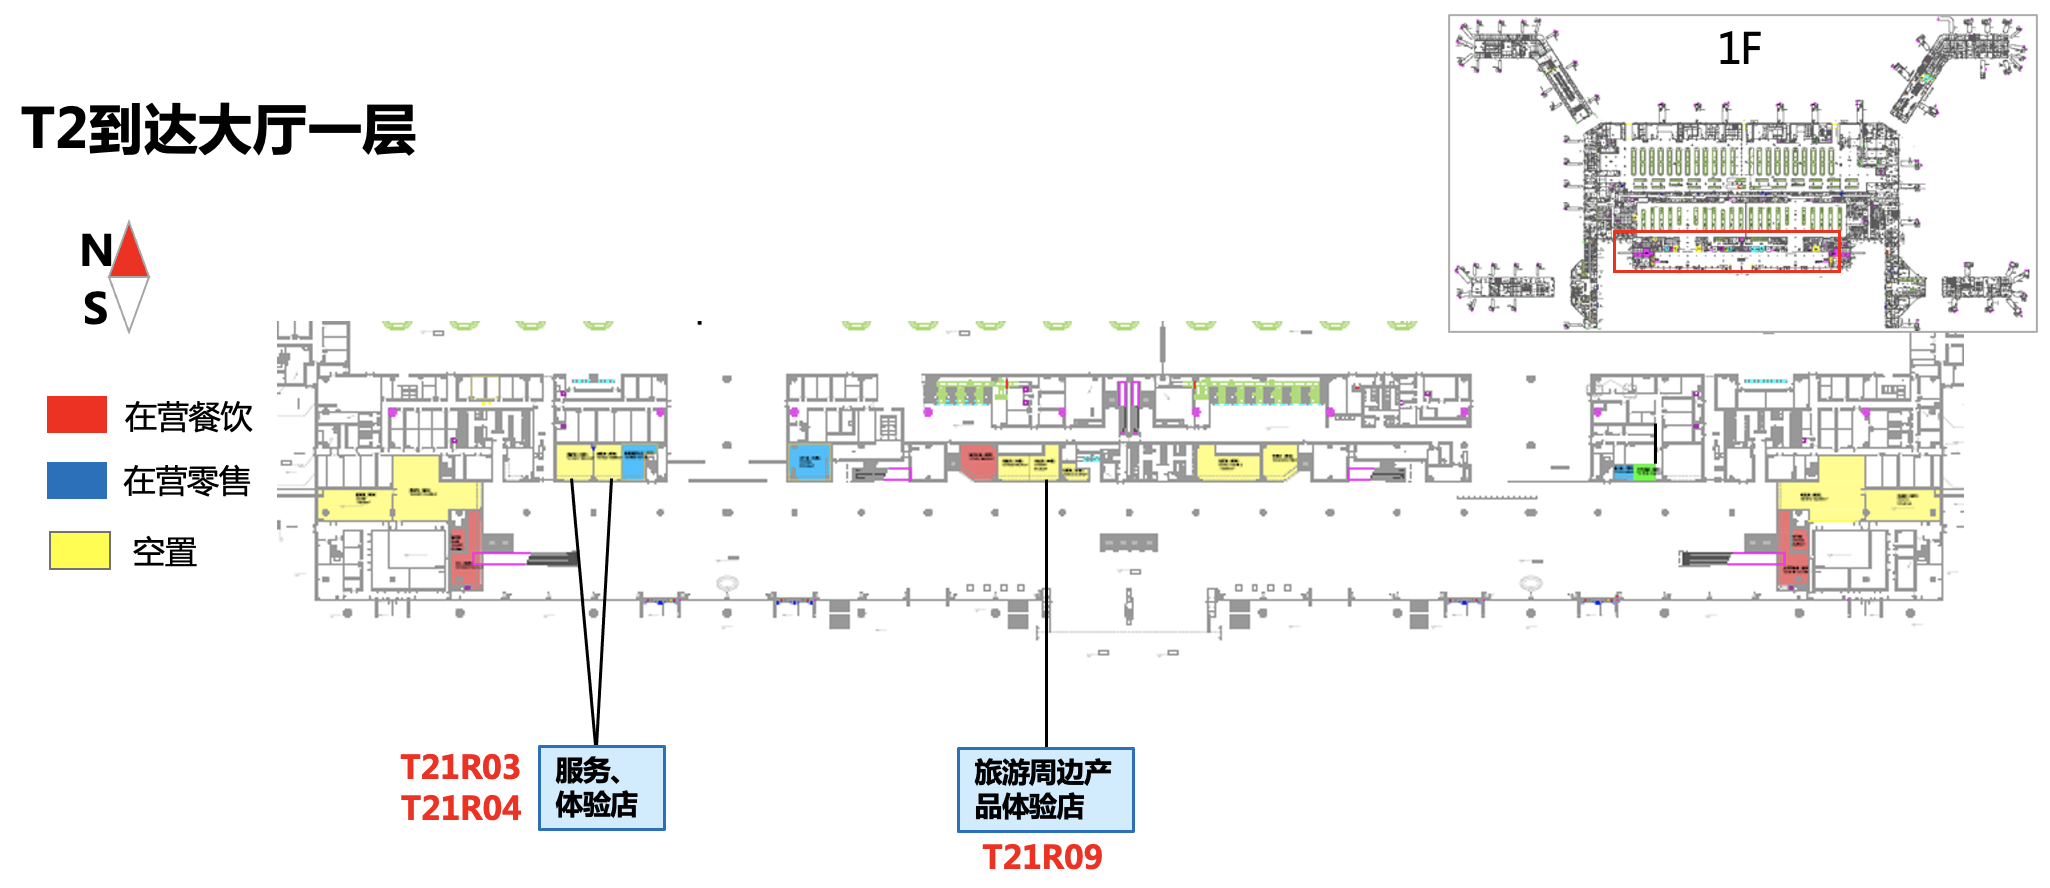 1F
T2到达大厅一层
N
S
在营餐饮
在营零售
空置
T21R03
T21R04
服务、
体验店
旅游周边产
品体验店
T21R09